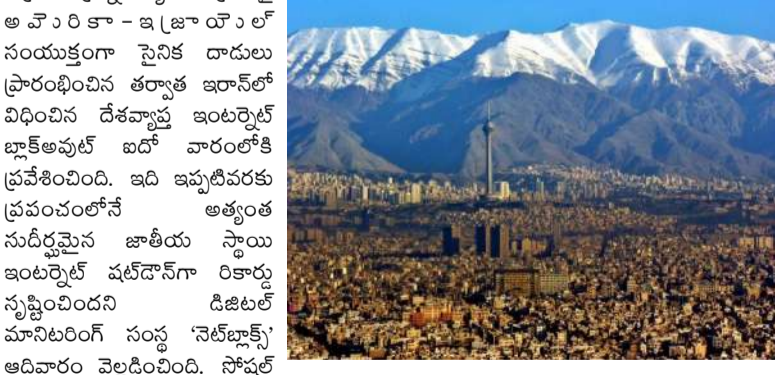 అమెరికా – ఇజ్రాయెల్
సంయుక్తంగా సైనిక దాడులు
ప్రారంభించిన తర్వాత ఇరాన్‌లో
విధించిన దేశవ్యాప్త ఇంటర్నెట్
బ్లాక్అవుట్ ఐదో వారంలోకి
ప్రవేశించింది. ఇది ఇప్పటివరకు
ప్రపంచంలోనే అత్యంత
సుదీర్ఘమైన జాతీయ స్థాయి
ఇంటర్నెట్ షట్‌డౌన్‌గా రికార్డు
సృష్టించిందని డిజిటల్
మానిటరింగ్ సంస్థ ‘నెట్‌బ్లాక్స్’
ఆదివారం వెలడించింది. సోషల్